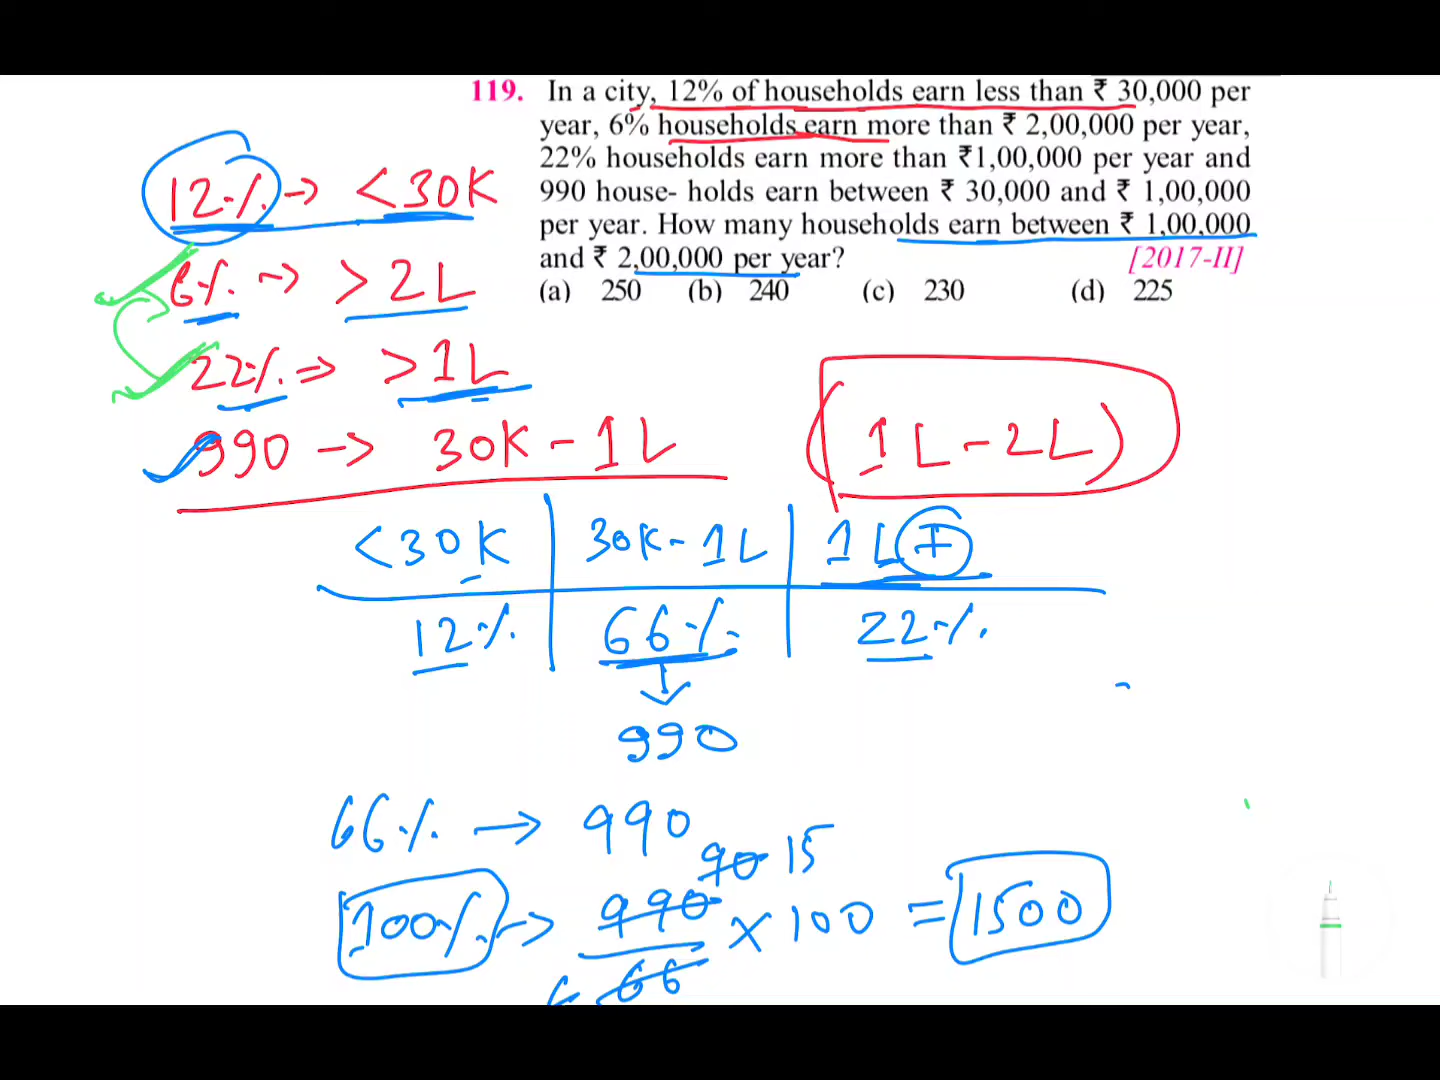 119. In a city, 12% of households earn less than ₹ 30,000 per
year, 6% households earn more than ₹ 2,00,000 per year,
22% households earn more than ₹1,00,000 per year and
990 house- holds earn between ₹ 30,000 and ₹ 1,00,000
per year. How many households earn between ₹ 1,00,000
and ₹ 2,00,000 per year? [2017-II]
(a) 250 (b) 240 (c) 230 (d) 225
12% → <30K
6% → >2L
22% ⇒ >1L
990 → 30K - 1L
(1L - 2L)
<30K | 30K - 1L | 1L+
12% | 66% | 22%
↓
990
66% → 990
90 15
100% → 990/66 × 100 = 1500
6